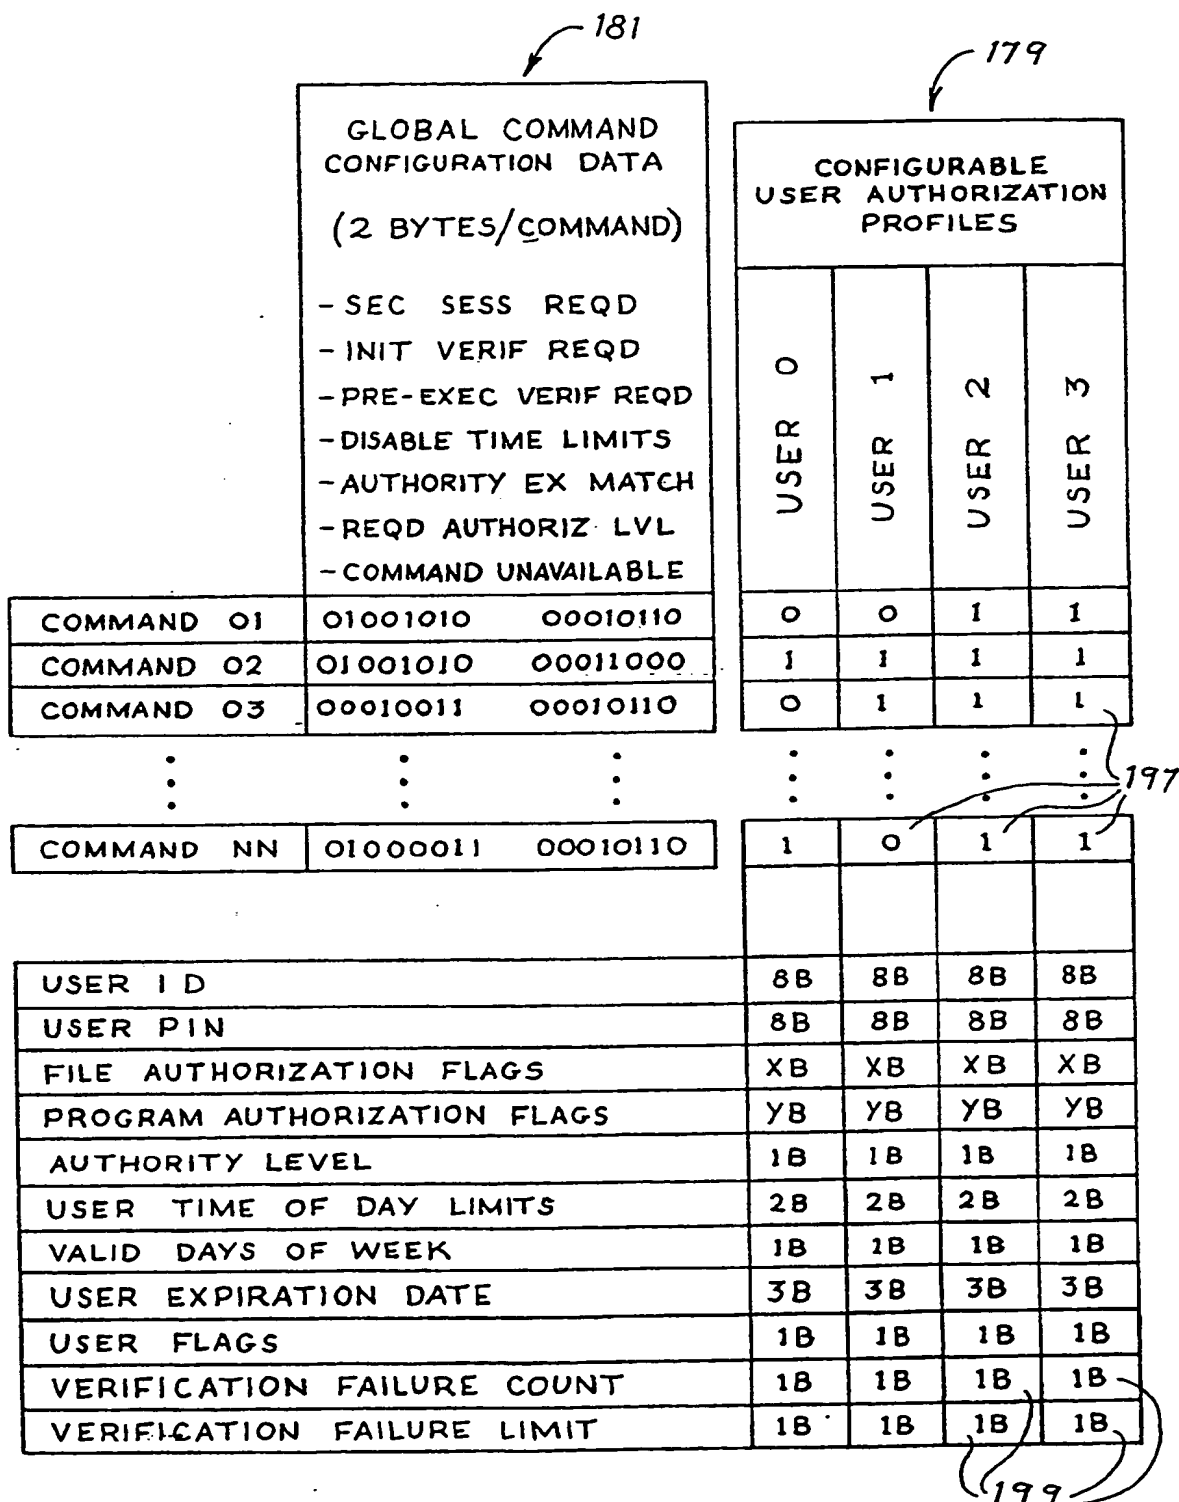 181
179
GLOBAL COMMAND
CONFIGURATION DATA
(2 BYTES/COMMAND)
- SEC SESS REQD
- INIT VERIF REQD
- PRE-EXEC VERIF REQD
- DISABLE TIME LIMITS
- AUTHORITY EX MATCH
- REQD AUTHORIZ LVL
- COMMAND UNAVAILABLE
CONFIGURABLE
USER AUTHORIZATION
PROFILES
USER 0
USER 1
USER 2
USER 3
COMMAND 01 01001010 00010110 0 0 1 1
COMMAND 02 01001010 00011000 1 1 1 1
COMMAND 03 00010011 00010110 0 1 1 1
197
COMMAND NN 01000011 00010110 1 0 1 1
USER ID 8B 8B 8B 8B
USER PIN 8B 8B 8B 8B
FILE AUTHORIZATION FLAGS XB XB XB XB
PROGRAM AUTHORIZATION FLAGS YB YB YB YB
AUTHORITY LEVEL 1B 1B 1B 1B
USER TIME OF DAY LIMITS 2B 2B 2B 2B
VALID DAYS OF WEEK 1B 1B 1B 1B
USER EXPIRATION DATE 3B 3B 3B 3B
USER FLAGS 1B 1B 1B 1B
VERIFICATION FAILURE COUNT 1B 1B 1B 1B
VERIFICATION FAILURE LIMIT 1B 1B 1B 1B
199